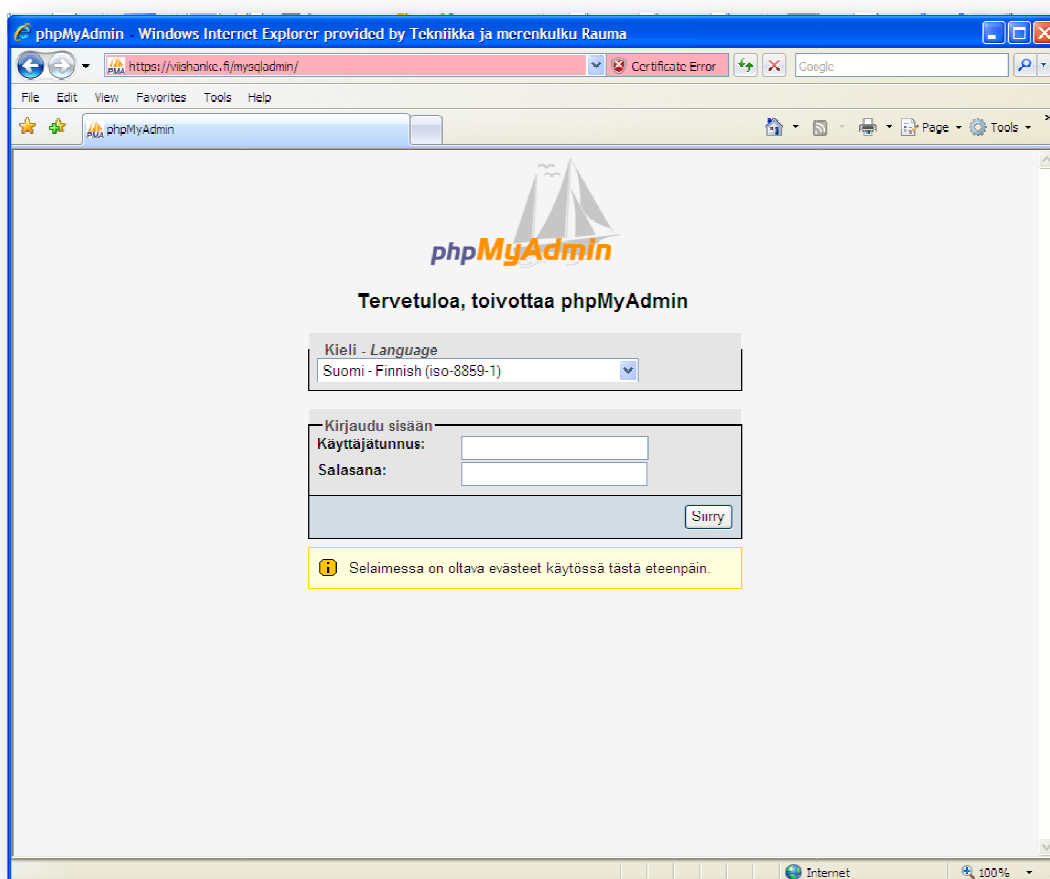 phpMyAdmin - Windows Internet Explorer provided by Tekniikka ja merenkulku Rauma
https://viishanke.fi/mysqladmin/
Certificate Error
Google
File Edit View Favorites Tools Help
phpMyAdmin
Page
Tools
phpMyAdmin
Tervetuloa, toivottaa phpMyAdmin
Kieli - Language
Suomi - Finnish (iso-8859-1)
Kirjaudu sisään
Käyttäjätunnus:
Salasana:
Siirry
Selaimessa on oltava evästeet käytössä tästä eteenpäin.
Internet
100%